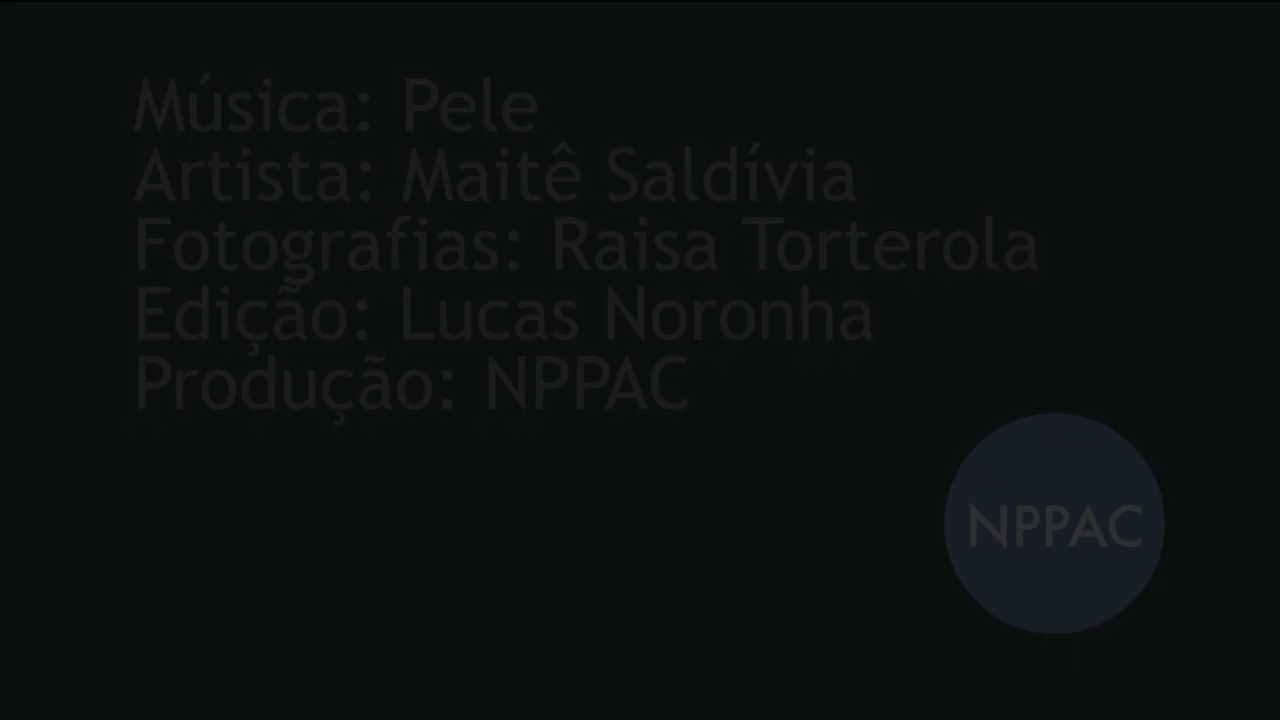 Música: Pele
Artista: Maitê Saldívia
Fotografias: Raisa Torterola
Edição: Lucas Noronha
Produção: NPPAC
NPPAC